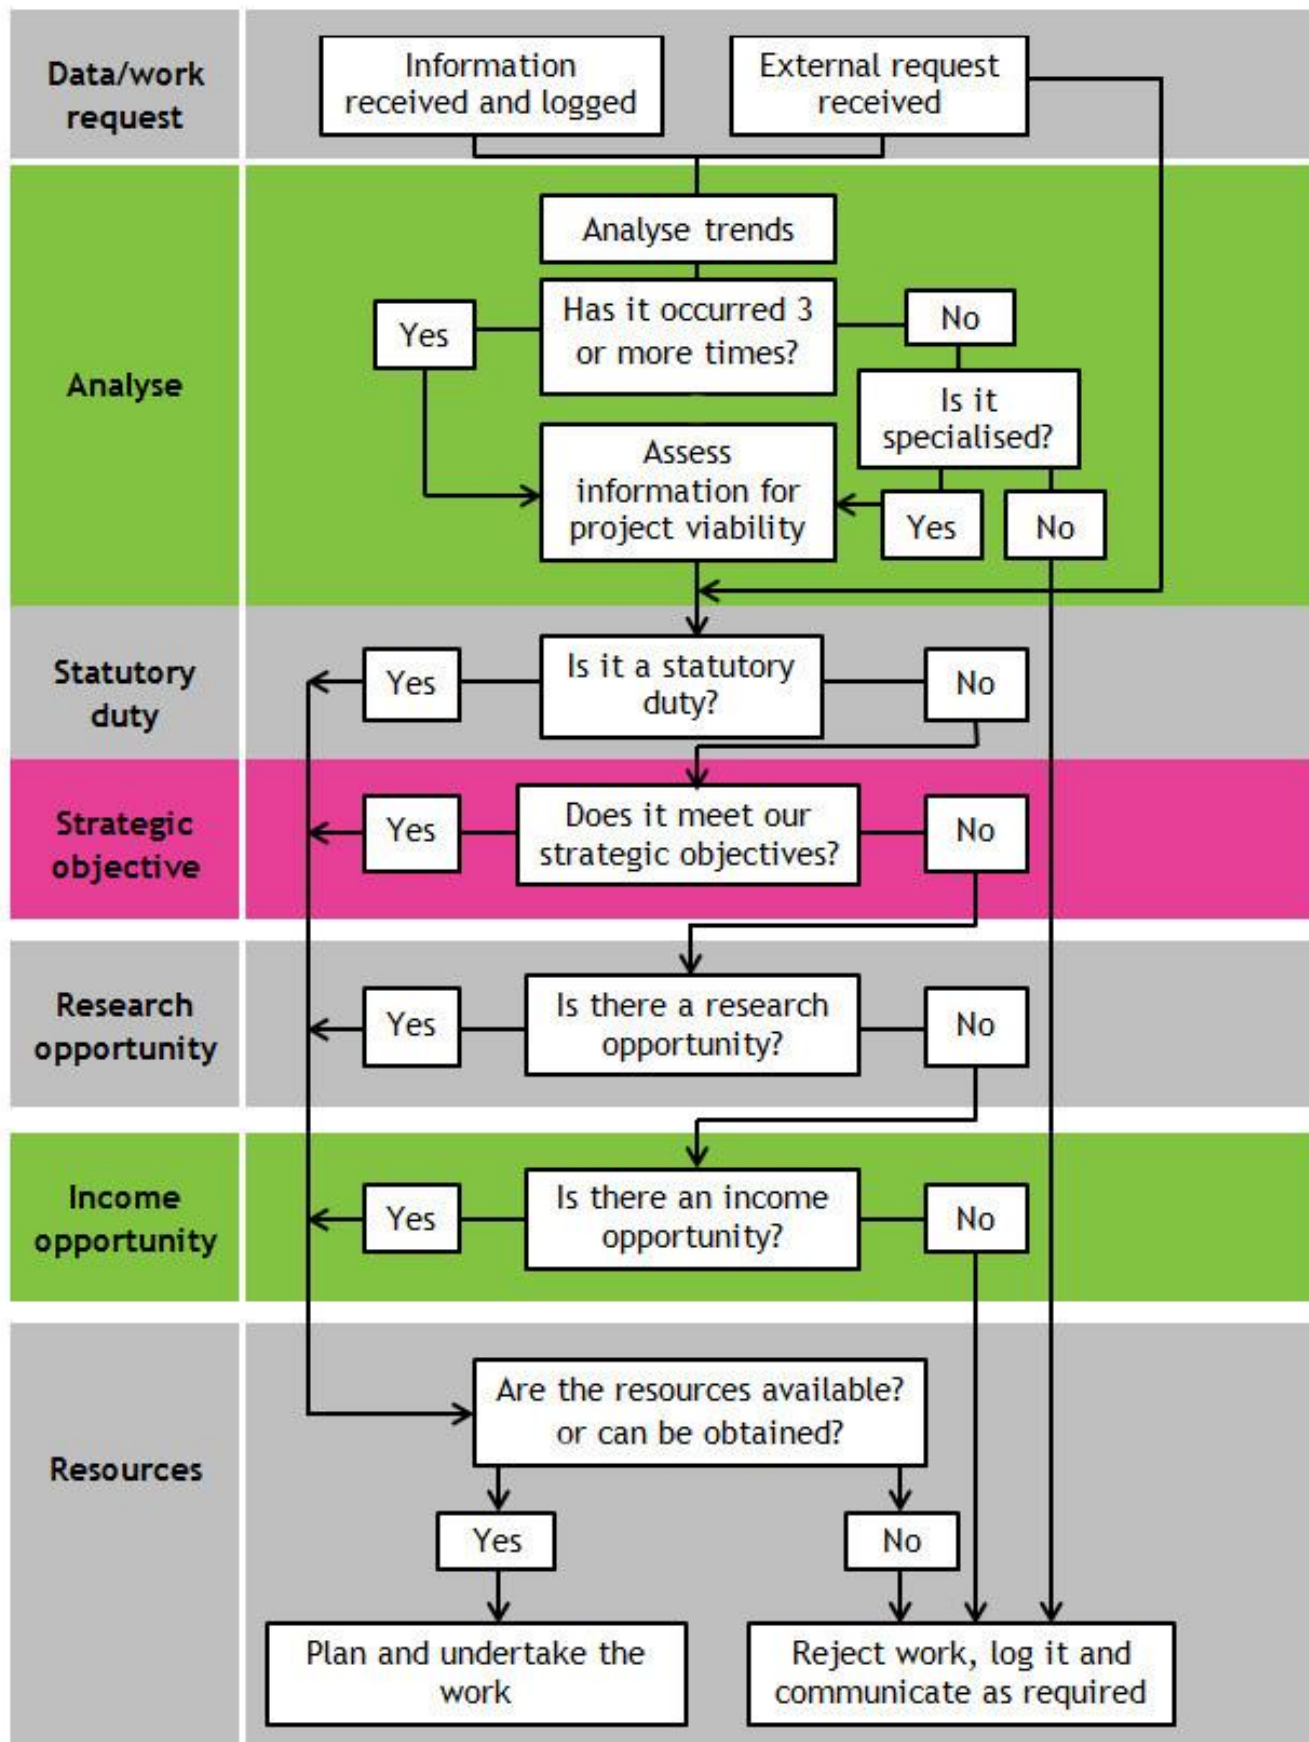 Data/work
request
Information
received and logged
External request
received
Analyse
Analyse trends
Has it occurred 3
or more times?
Yes
No
Is it
specialised?
Assess
information for
project viability
Yes
No
Statutory
duty
Yes
Is it a statutory
duty?
No
Strategic
objective
Yes
Does it meet our
strategic objectives?
No
Research
opportunity
Yes
Is there a research
opportunity?
No
Income
opportunity
Yes
Is there an income
opportunity?
No
Resources
Are the resources available?
or can be obtained?
Yes
No
Plan and undertake the
work
Reject work, log it and
communicate as required